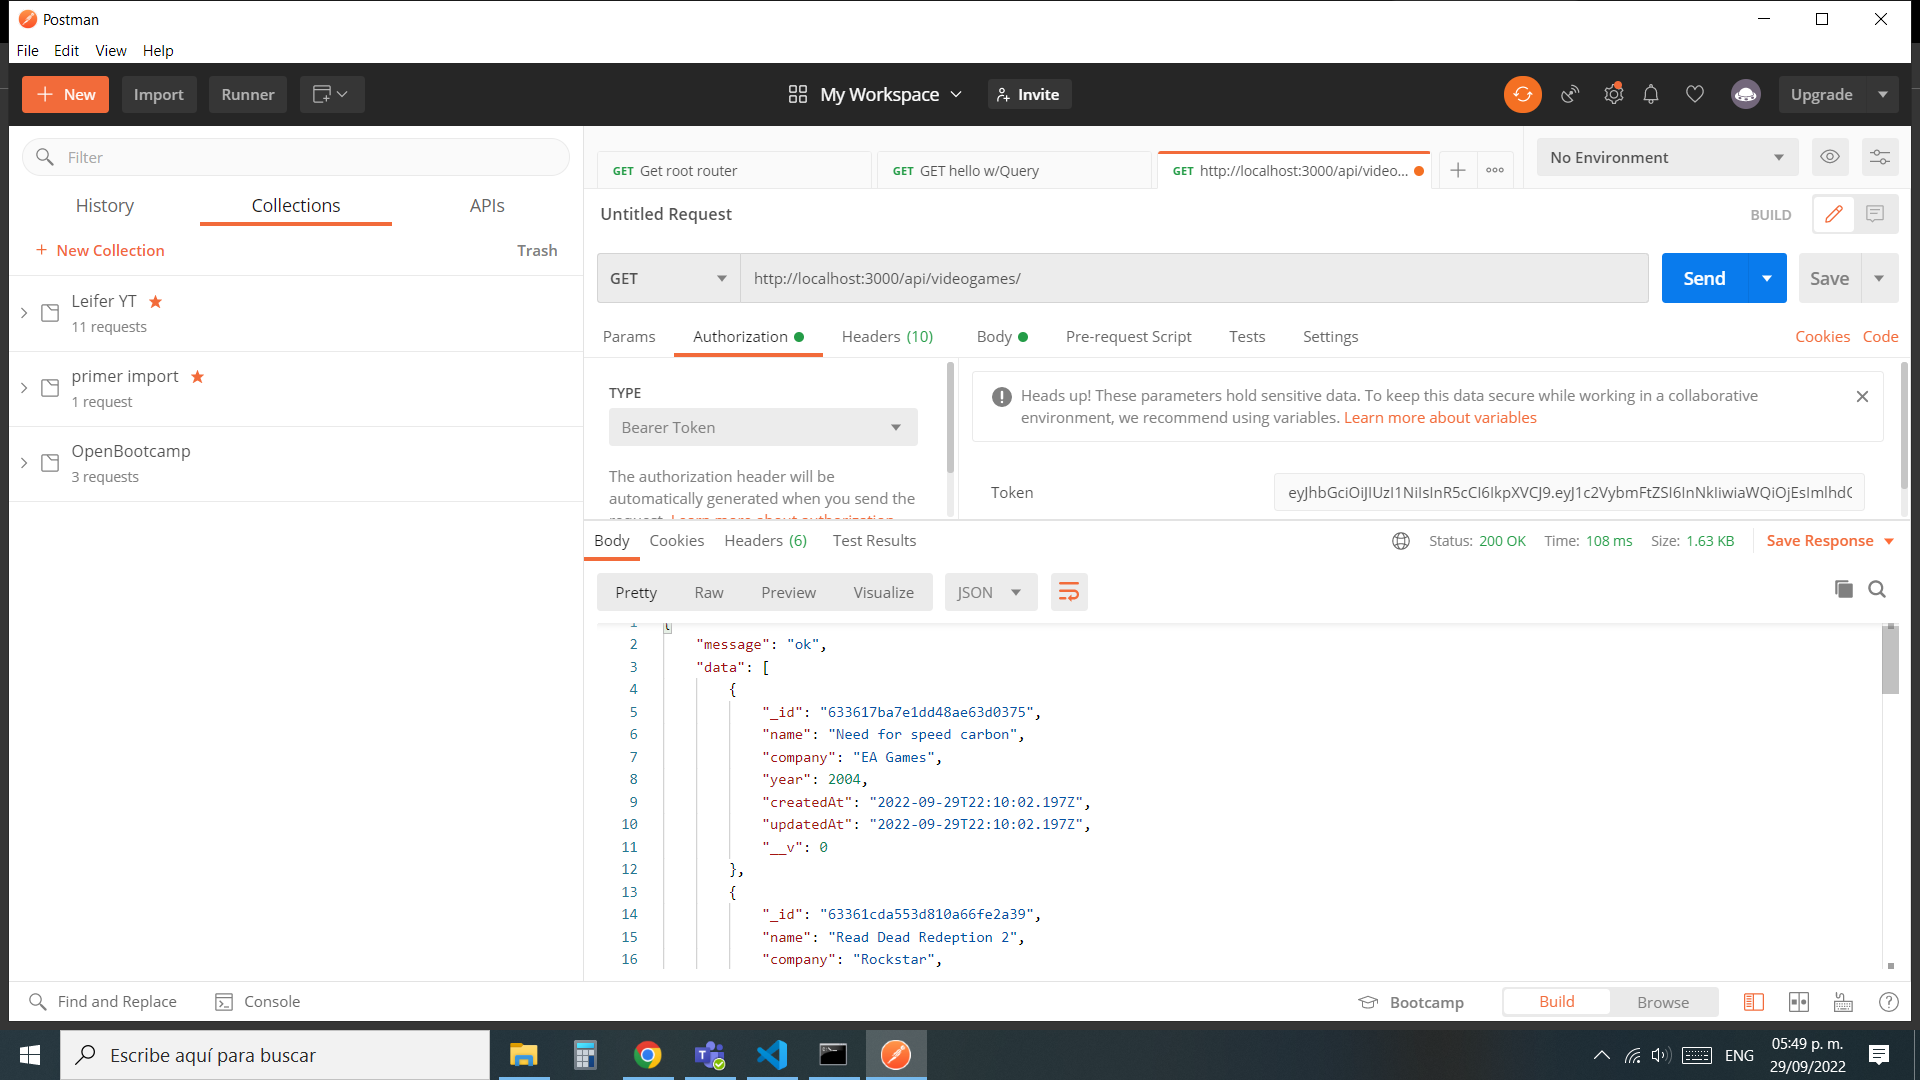 Postman
File Edit View Help
New Import Runner My Workspace Invite Upgrade
Filter
History Collections APIs
+ New Collection Trash
Leifer YT
11 requests
primer import
1 request
OpenBootcamp
3 requests
GET Get root router GET GET hello w/Query GET http://localhost:3000/api/video... No Environment
Untitled Request BUILD
GET http://localhost:3000/api/videogames/ Send Save
Params Authorization Headers (10) Body Pre-request Script Tests Settings Cookies Code
TYPE
Bearer Token
The authorization header will be
automatically generated when you send the
request. Learn more about authorization
Heads up! These parameters hold sensitive data. To keep this data secure while working in a collaborative
environment, we recommend using variables. Learn more about variables
Token
Body Cookies Headers (6) Test Results Status: 200 OK Time: 108 ms Size: 1.63 KB Save Response
Pretty Raw Preview Visualize JSON
1 {
2 "message": "ok",
3 "data": [
4 {
5 "_id": "633617ba7e1dd48ae63d0375",
6 "name": "Need for speed carbon",
7 "company": "EA Games",
8 "year": 2004,
9 "createdAt": "2022-09-29T22:10:02.197Z",
10 "updatedAt": "2022-09-29T22:10:02.197Z",
11 "__v": 0
12 },
13 {
14 "_id": "63361cda553d810a66fe2a39",
15 "name": "Read Dead Redeption 2",
16 "company": "Rockstar",
Find and Replace Console Bootcamp Build Browse
Escribe aquí para buscar ENG 05:49 p. m.
29/09/2022